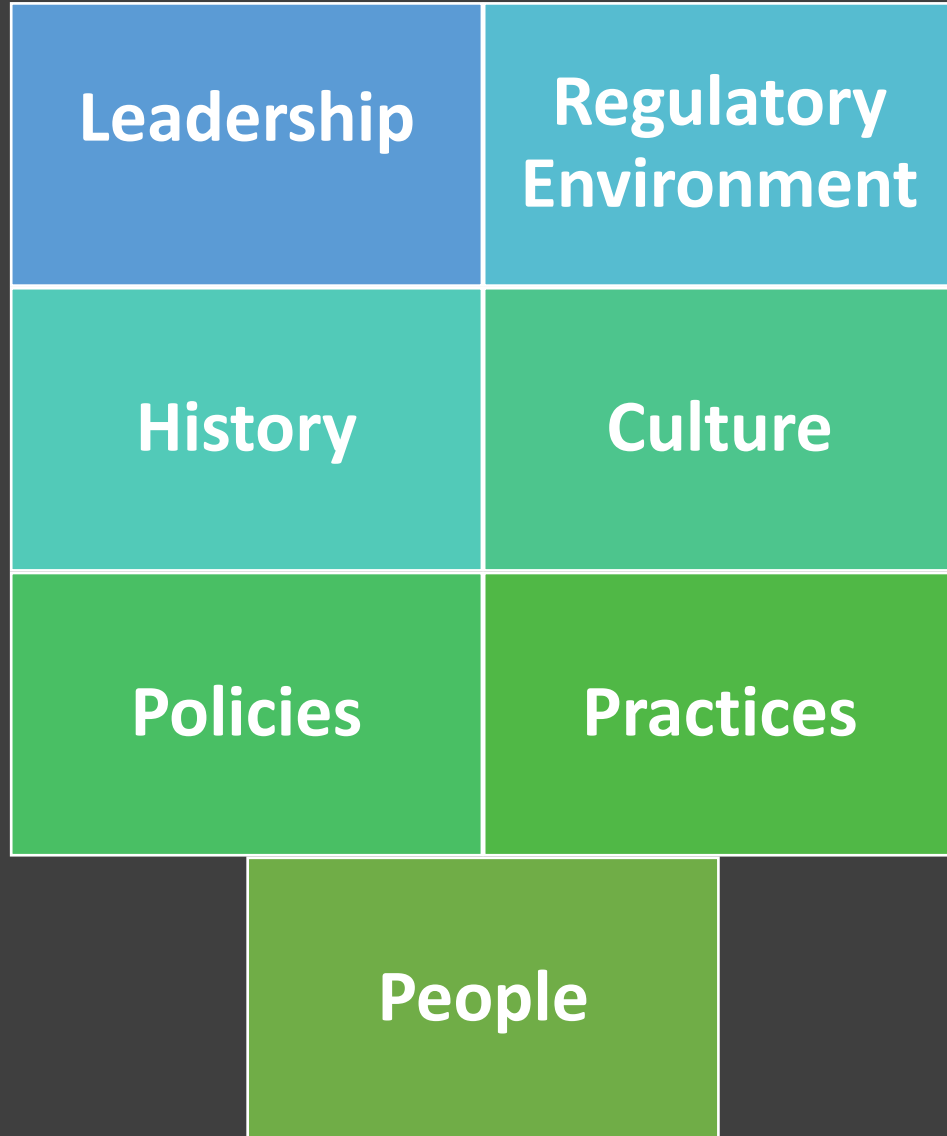 Leadership
Regulatory
Environment
History
Culture
Policies
Practices
People